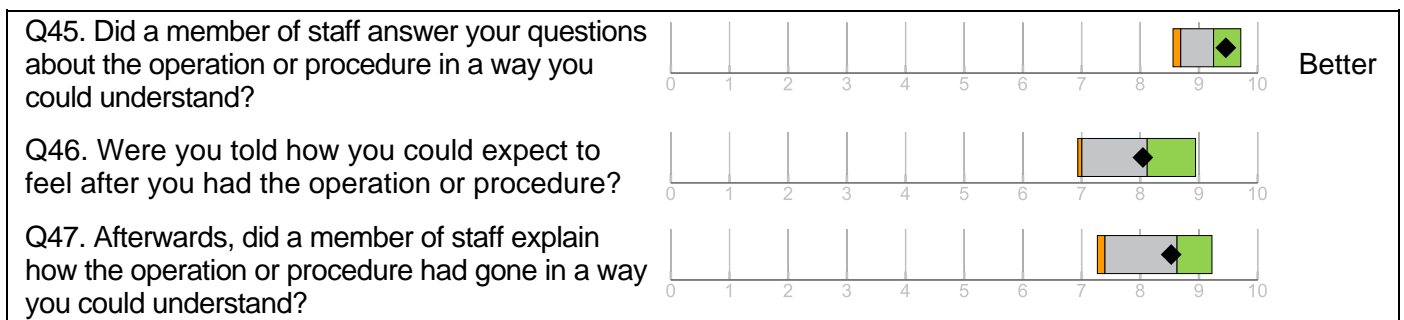 Q45. Did a member of staff answer your questions
about the operation or procedure in a way you
could understand?
0 1 2 3 4 5 6 7 8 9 10
Better
Q46. Were you told how you could expect to
feel after you had the operation or procedure?
0 1 2 3 4 5 6 7 8 9 10
Q47. Afterwards, did a member of staff explain
how the operation or procedure had gone in a way
you could understand?
0 1 2 3 4 5 6 7 8 9 10